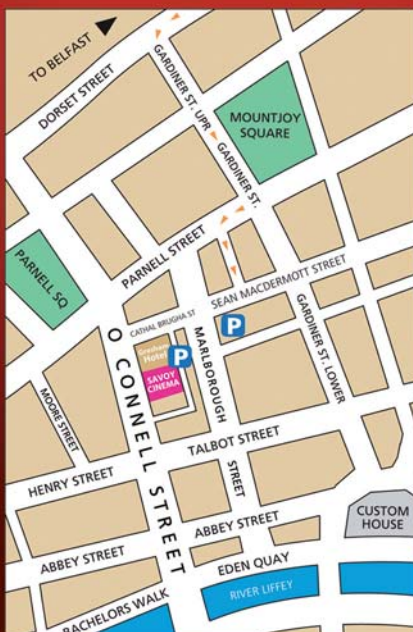 TO BELFAST
DORSET STREET
GARDINER ST. UPR
GARDINER ST.
MOUNTJOY
SQUARE
PARNELL STREET
PARNELL SQ
SEAN MACDERMOTT STREET
CATHAL BRUGHA ST
P
Gresham
Hotel
P
SAVOY
CINEMA
O CONNELL STREET
MARLBOROUGH
STREET
GARDINER ST. LOWER
MOORE STREET
TALBOT STREET
HENRY STREET
ABBEY STREET
ABBEY STREET
CUSTOM
HOUSE
EDEN QUAY
RIVER LIFFEY
BACHELORS WALK